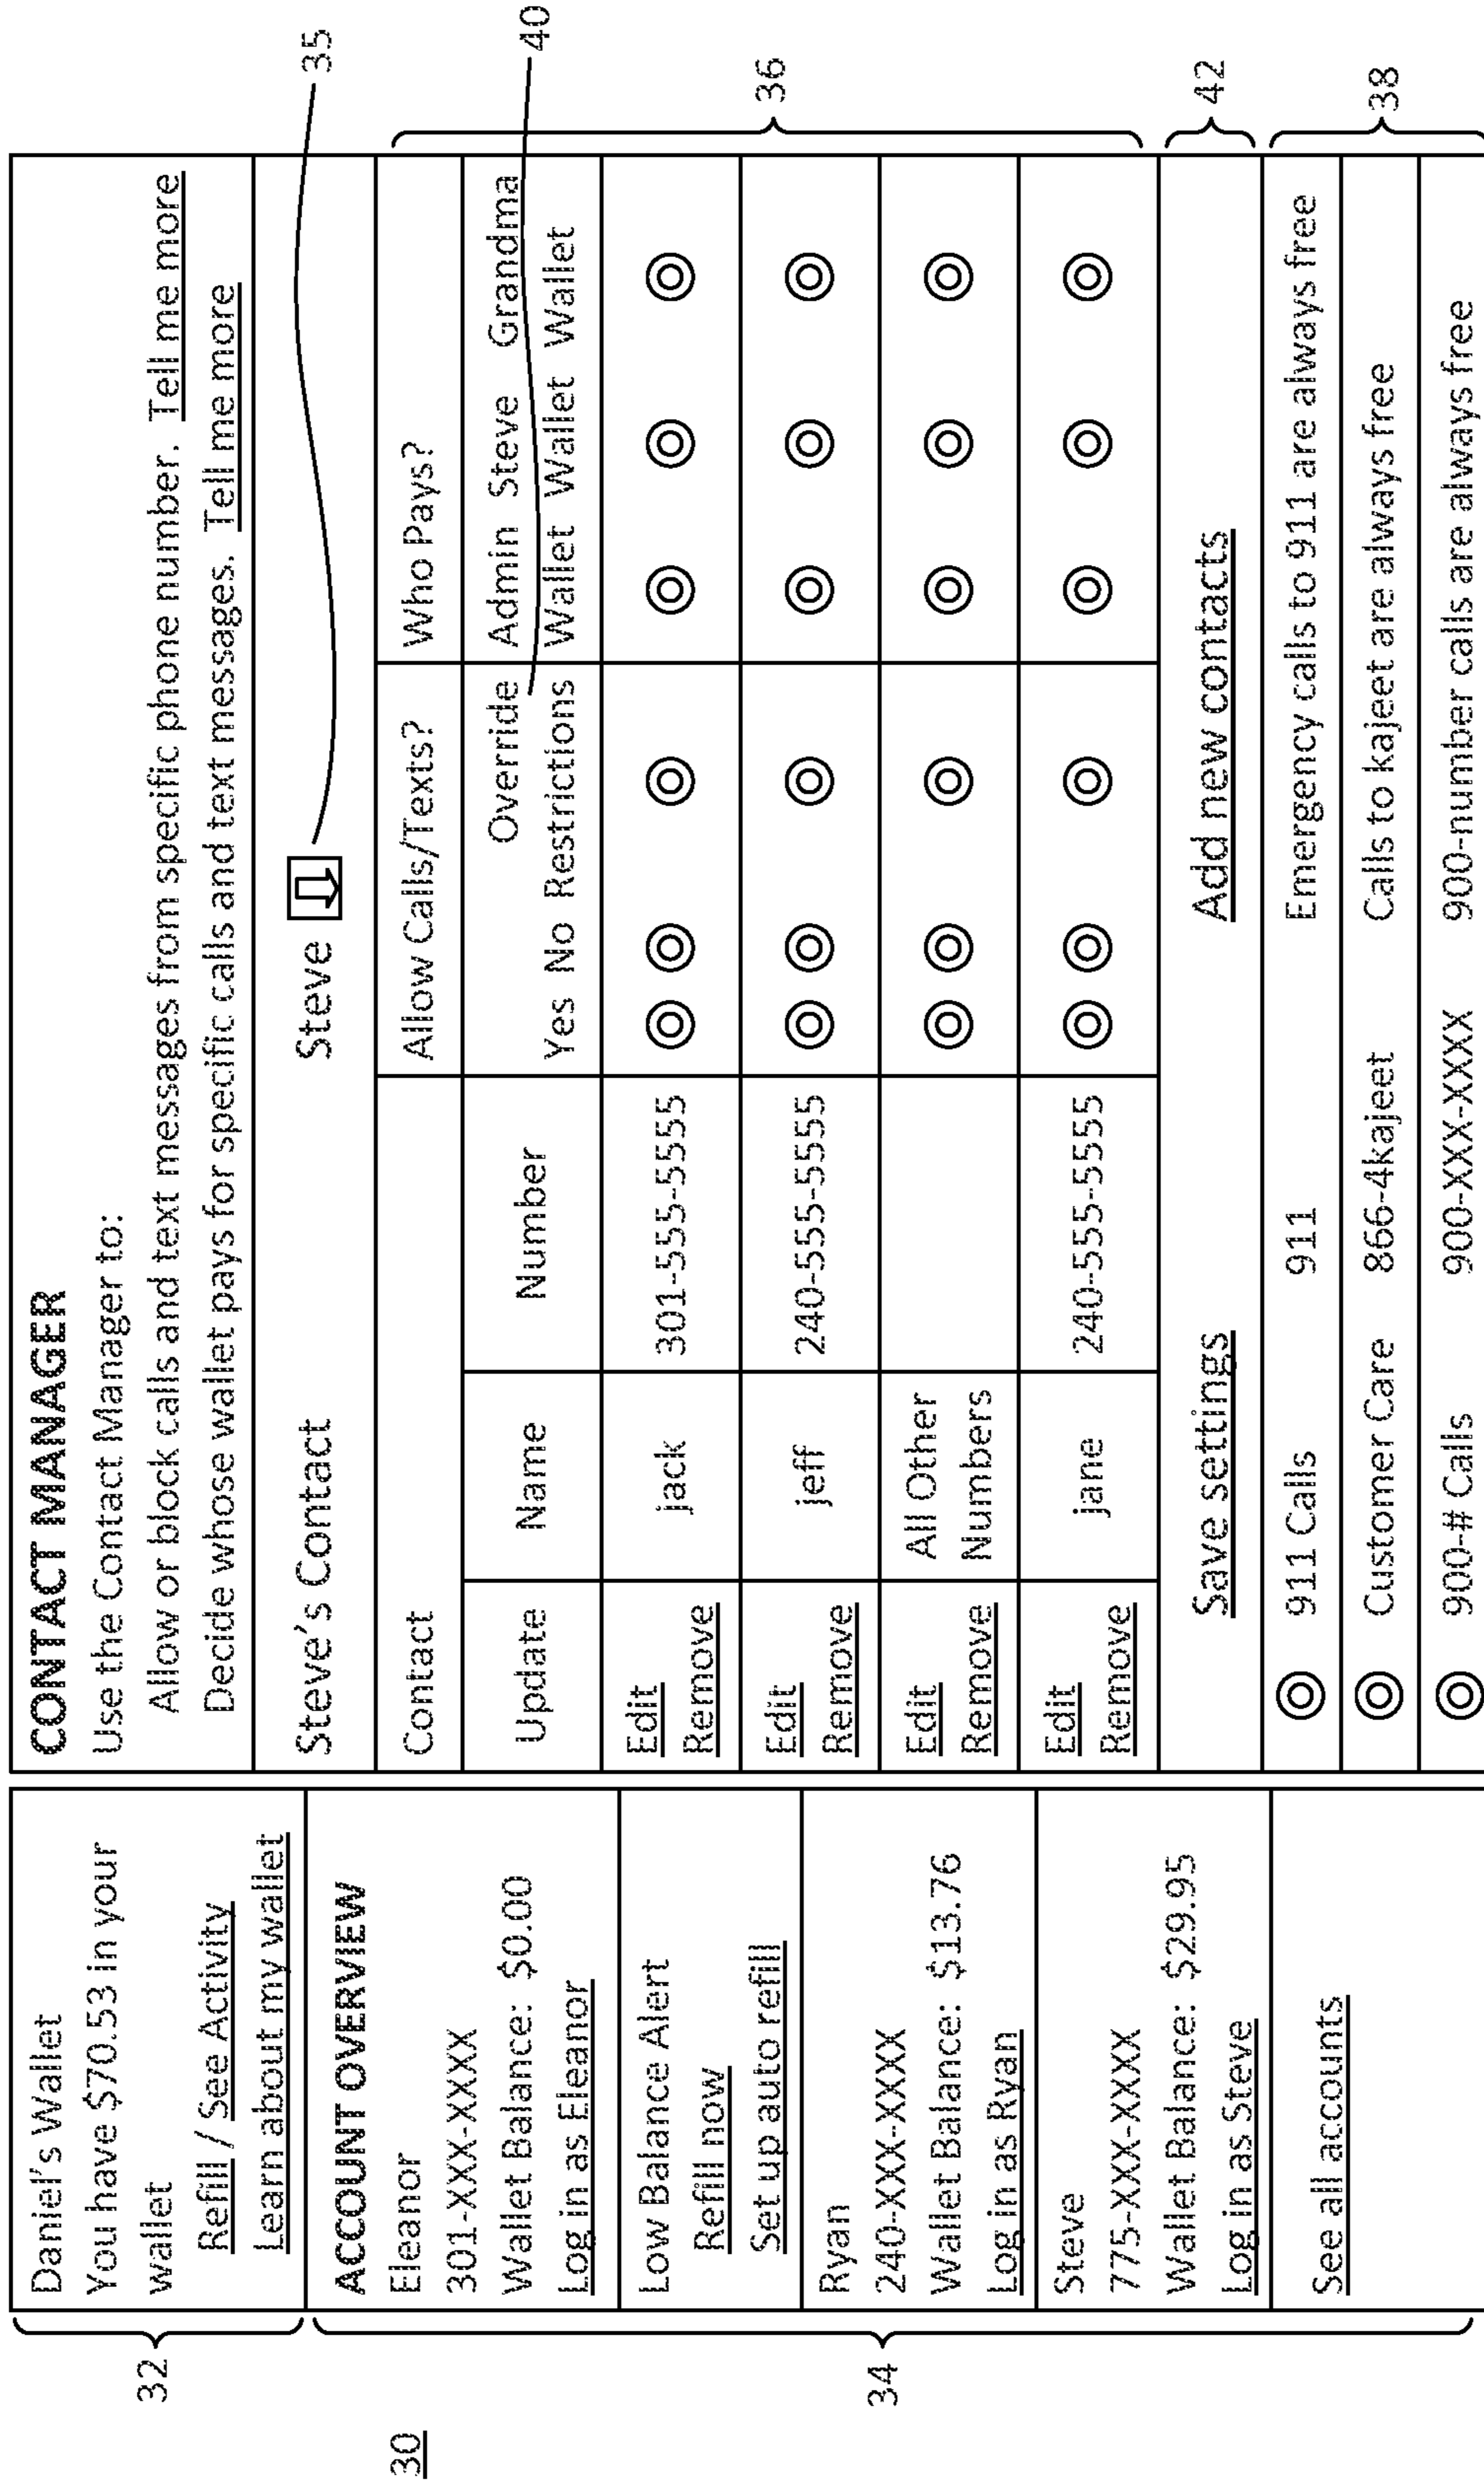 30
32
Daniel's Wallet
You have $70.53 in your
wallet
Refill / See Activity
Learn about my wallet
34
ACCOUNT OVERVIEW
Eleanor
301-XXX-XXXX
Wallet Balance: $0.00
Log in as Eleanor
Low Balance Alert
Refill now
Set up auto refill
Ryan
240-XXX-XXXX
Wallet Balance: $13.76
Log in as Ryan
Steve
775-XXX-XXXX
Wallet Balance: $29.95
Log in as Steve
See all accounts
CONTACT MANAGER
Use the Contact Manager to:
Allow or block calls and text messages from specific phone number. Tell me more
Decide whose wallet pays for specific calls and text messages. Tell me more
Steve's Contact Steve 35
Contact Allow Calls/Texts? Who Pays?
Override Admin Steve Grandma 40
Update Name Number
Yes No Restrictions Wallet Wallet Wallet
Edit jack 301-555-5555
Remove
36
Edit jeff 240-555-5555
Remove
Edit All Other
Remove Numbers
Edit jane 240-555-5555
Remove
Save settings Add new contacts 42
911 Calls 911 Emergency calls to 911 are always free
Customer Care 866-4kajeet Calls to kajeet are always free 38
900-# Calls 900-XXX-XXXX 900-number calls are always free